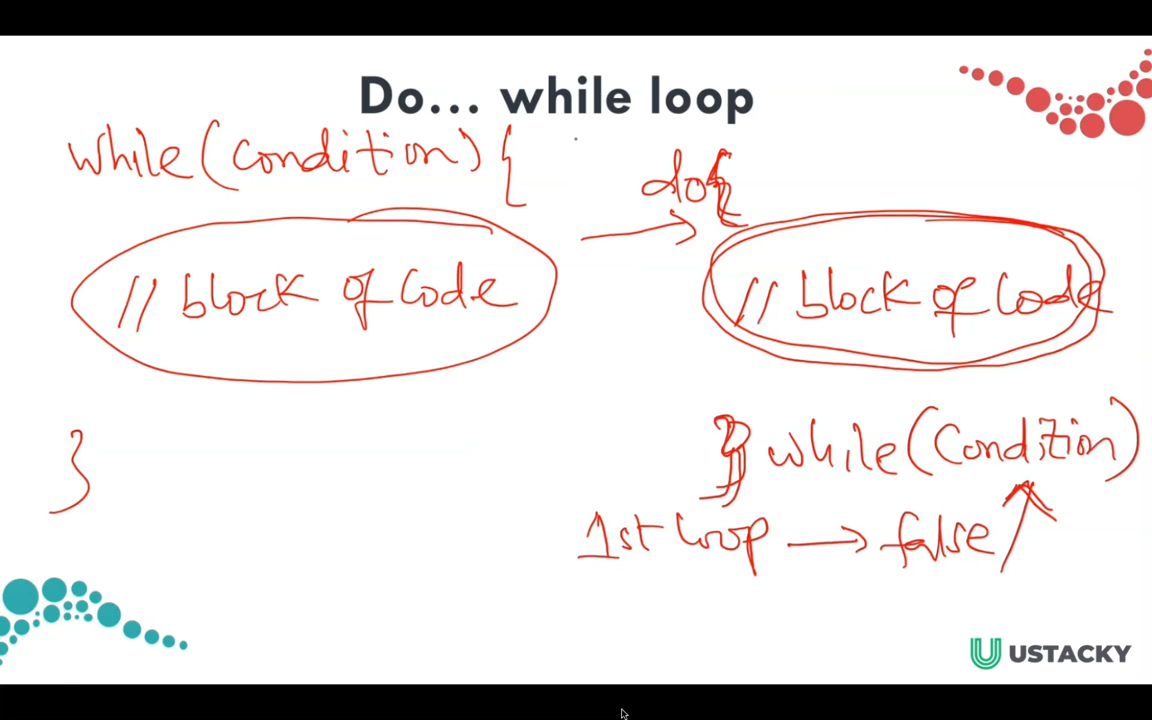 Do... while loop
while(condition){
// block of code
}
do{
// block of code
} while(condition)
1st loop → false
USTACKY